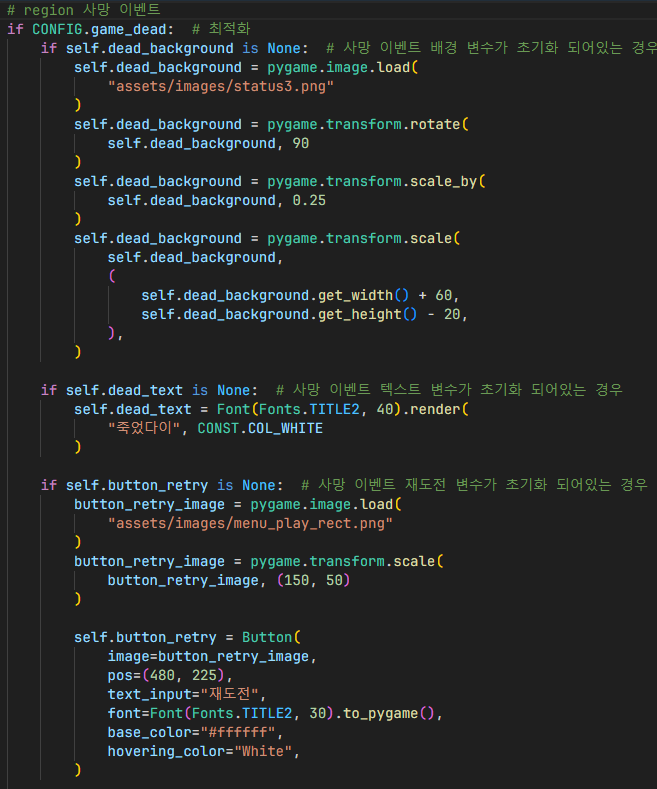 # region 사망 이벤트
if CONFIG.game_dead:  # 최적화
    if self.dead_background is None:  # 사망 이벤트 배경 변수가 초기화 되어있는 경우
        self.dead_background = pygame.image.load(
            "assets/images/status3.png"
        )
        self.dead_background = pygame.transform.rotate(
            self.dead_background, 90
        )
        self.dead_background = pygame.transform.scale_by(
            self.dead_background, 0.25
        )
        self.dead_background = pygame.transform.scale(
            self.dead_background,
            (
                self.dead_background.get_width() + 60,
                self.dead_background.get_height() - 20,
            ),
        )

    if self.dead_text is None:  # 사망 이벤트 텍스트 변수가 초기화 되어있는 경우
        self.dead_text = Font(Fonts.TITLE2, 40).render(
            "죽었다이", CONST.COL_WHITE
        )

    if self.button_retry is None:  # 사망 이벤트 재도전 변수가 초기화 되어있는 경우
        button_retry_image = pygame.image.load(
            "assets/images/menu_play_rect.png"
        )
        button_retry_image = pygame.transform.scale(
            button_retry_image, (150, 50)
        )

        self.button_retry = Button(
            image=button_retry_image,
            pos=(480, 225),
            text_input="재도전",
            font=Font(Fonts.TITLE2, 30).to_pygame(),
            base_color="#ffffff",
            hovering_color="White",
        )